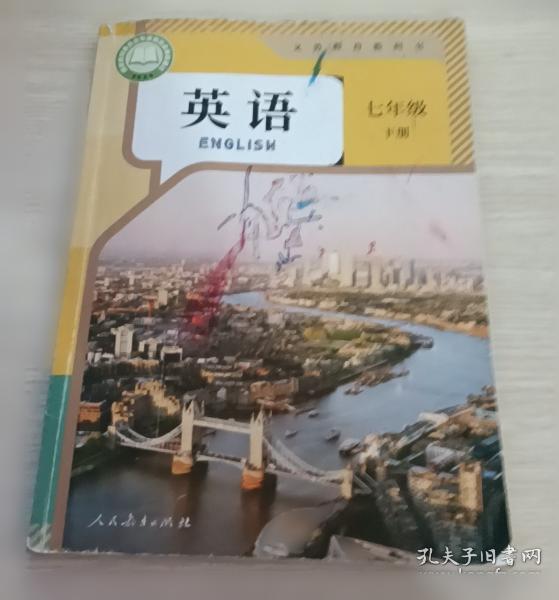 义务教育教科书
英语
ENGLISH
七年级
下册
人民教育出版社
孔夫子旧书网